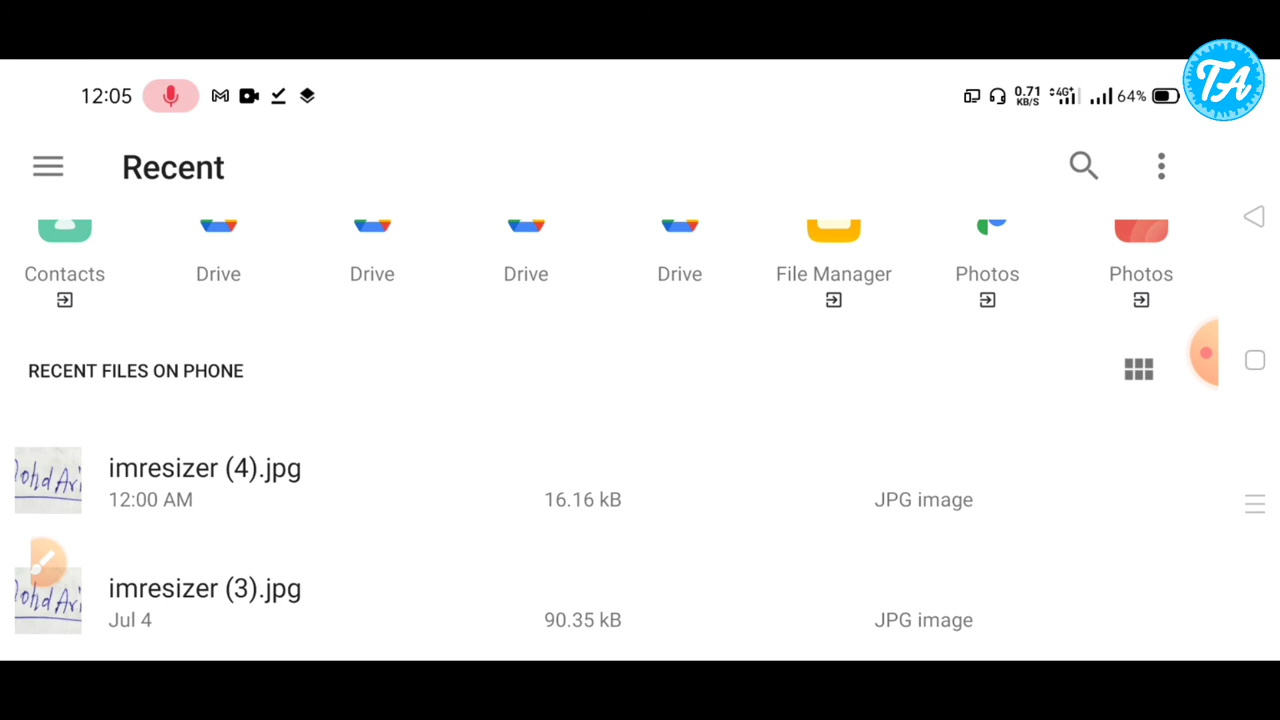 12:05
0.71 KB/S 4G+ 64%
TA
Recent
Contacts Drive Drive Drive Drive File Manager Photos Photos
RECENT FILES ON PHONE
imresizer (4).jpg
12:00 AM 16.16 kB JPG image
imresizer (3).jpg
Jul 4 90.35 kB JPG image